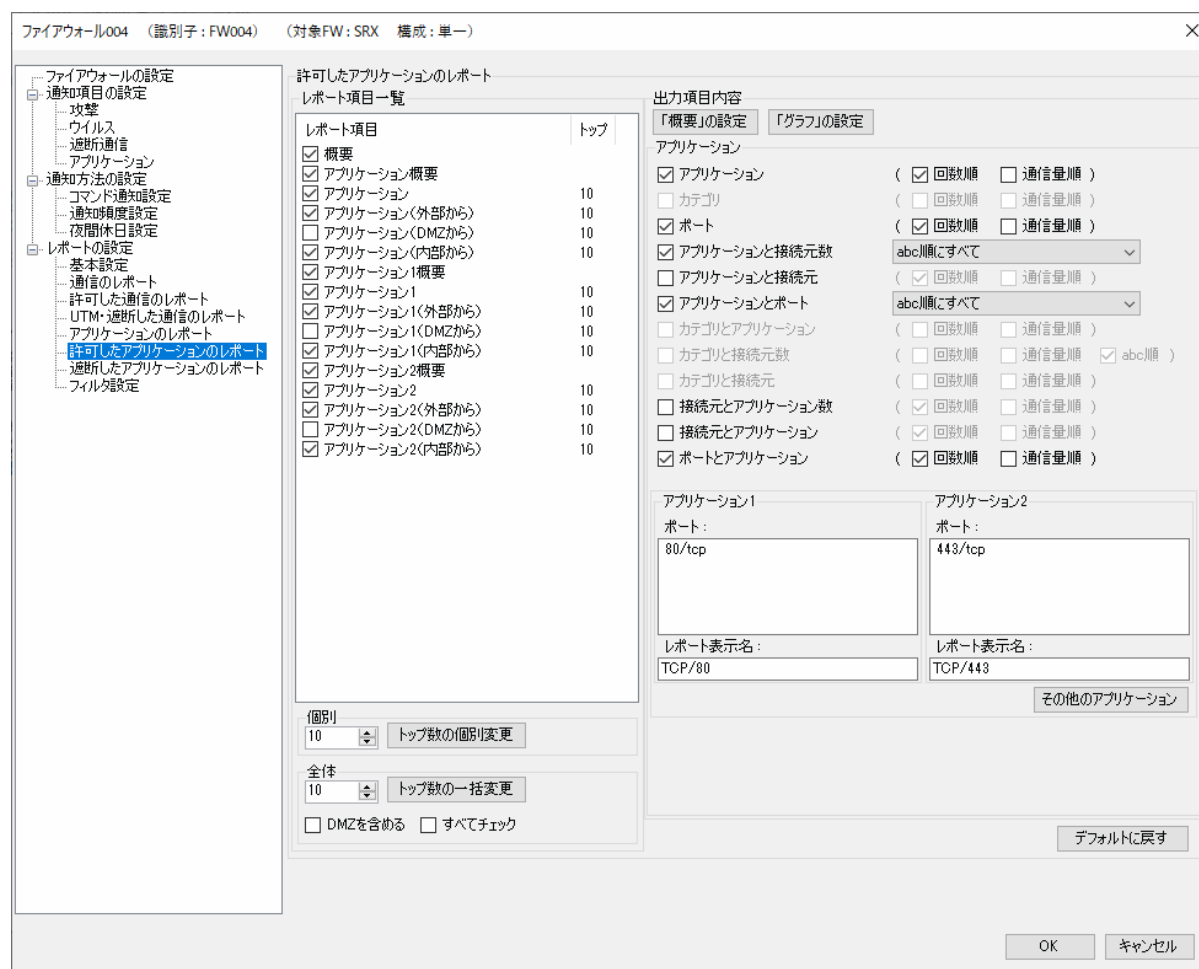 ファイアウォール004　（識別子：FW004）　　（対象FW：SRX　構成：単一）
ファイアウォールの設定
通知項目の設定
攻撃
ウイルス
遮断通信
アプリケーション
通知方法の設定
コマンド通知設定
通知頻度設定
夜間休日設定
レポートの設定
基本設定
通信のレポート
許可した通信のレポート
UTM・遮断した通信のレポート
アプリケーションのレポート
許可したアプリケーションのレポート
遮断したアプリケーションのレポート
フィルタ設定
許可したアプリケーションのレポート
レポート項目一覧
レポート項目 トップ
概要
アプリケーション概要
アプリケーション 10
アプリケーション(外部から) 10
アプリケーション(DMZから) 10
アプリケーション(内部から) 10
アプリケーション1概要
アプリケーション1 10
アプリケーション1(外部から) 10
アプリケーション1(DMZから) 10
アプリケーション1(内部から) 10
アプリケーション2概要
アプリケーション2 10
アプリケーション2(外部から) 10
アプリケーション2(DMZから) 10
アプリケーション2(内部から) 10
個別
10 トップ数の個別変更
全体
10 トップ数の一括変更
DMZを含める すべてチェック
出力項目内容
「概要」の設定 「グラフ」の設定
アプリケーション
アプリケーション ( 回数順 通信量順 )
カテゴリ ( 回数順 通信量順 )
ポート ( 回数順 通信量順 )
アプリケーションと接続元数 abc順にすべて
アプリケーションと接続元 ( 回数順 通信量順 )
アプリケーションとポート abc順にすべて
カテゴリとアプリケーション ( 回数順 通信量順 )
カテゴリと接続元数 ( 回数順 通信量順 abc順 )
カテゴリと接続元 ( 回数順 通信量順 )
接続元とアプリケーション数 ( 回数順 通信量順 )
接続元とアプリケーション ( 回数順 通信量順 )
ポートとアプリケーション ( 回数順 通信量順 )
アプリケーション1
ポート：
80/tcp
レポート表示名：
TCP/80
アプリケーション2
ポート：
443/tcp
レポート表示名：
TCP/443
その他のアプリケーション
デフォルトに戻す
OK キャンセル